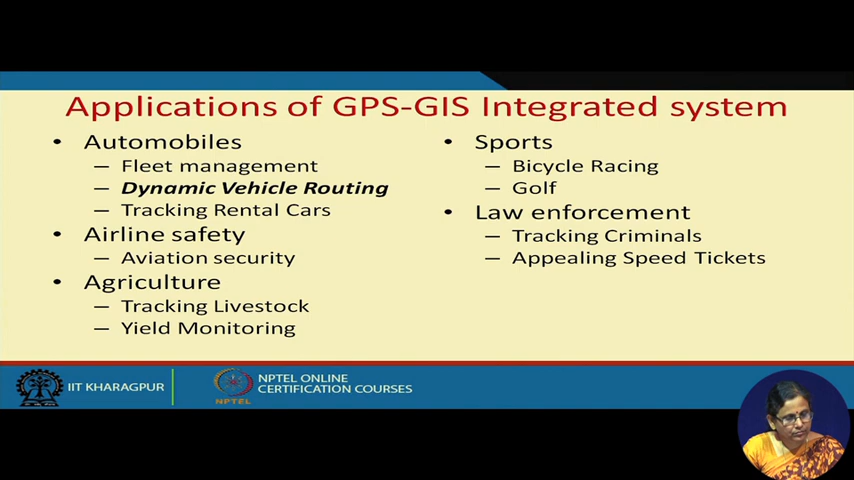 Applications of GPS-GIS Integrated system
• Automobiles
– Fleet management
– Dynamic Vehicle Routing
– Tracking Rental Cars
• Airline safety
– Aviation security
• Agriculture
– Tracking Livestock
– Yield Monitoring
• Sports
– Bicycle Racing
– Golf
• Law enforcement
– Tracking Criminals
– Appealing Speed Tickets
IIT KHARAGPUR
NPTEL ONLINE
CERTIFICATION COURSES
NPTEL